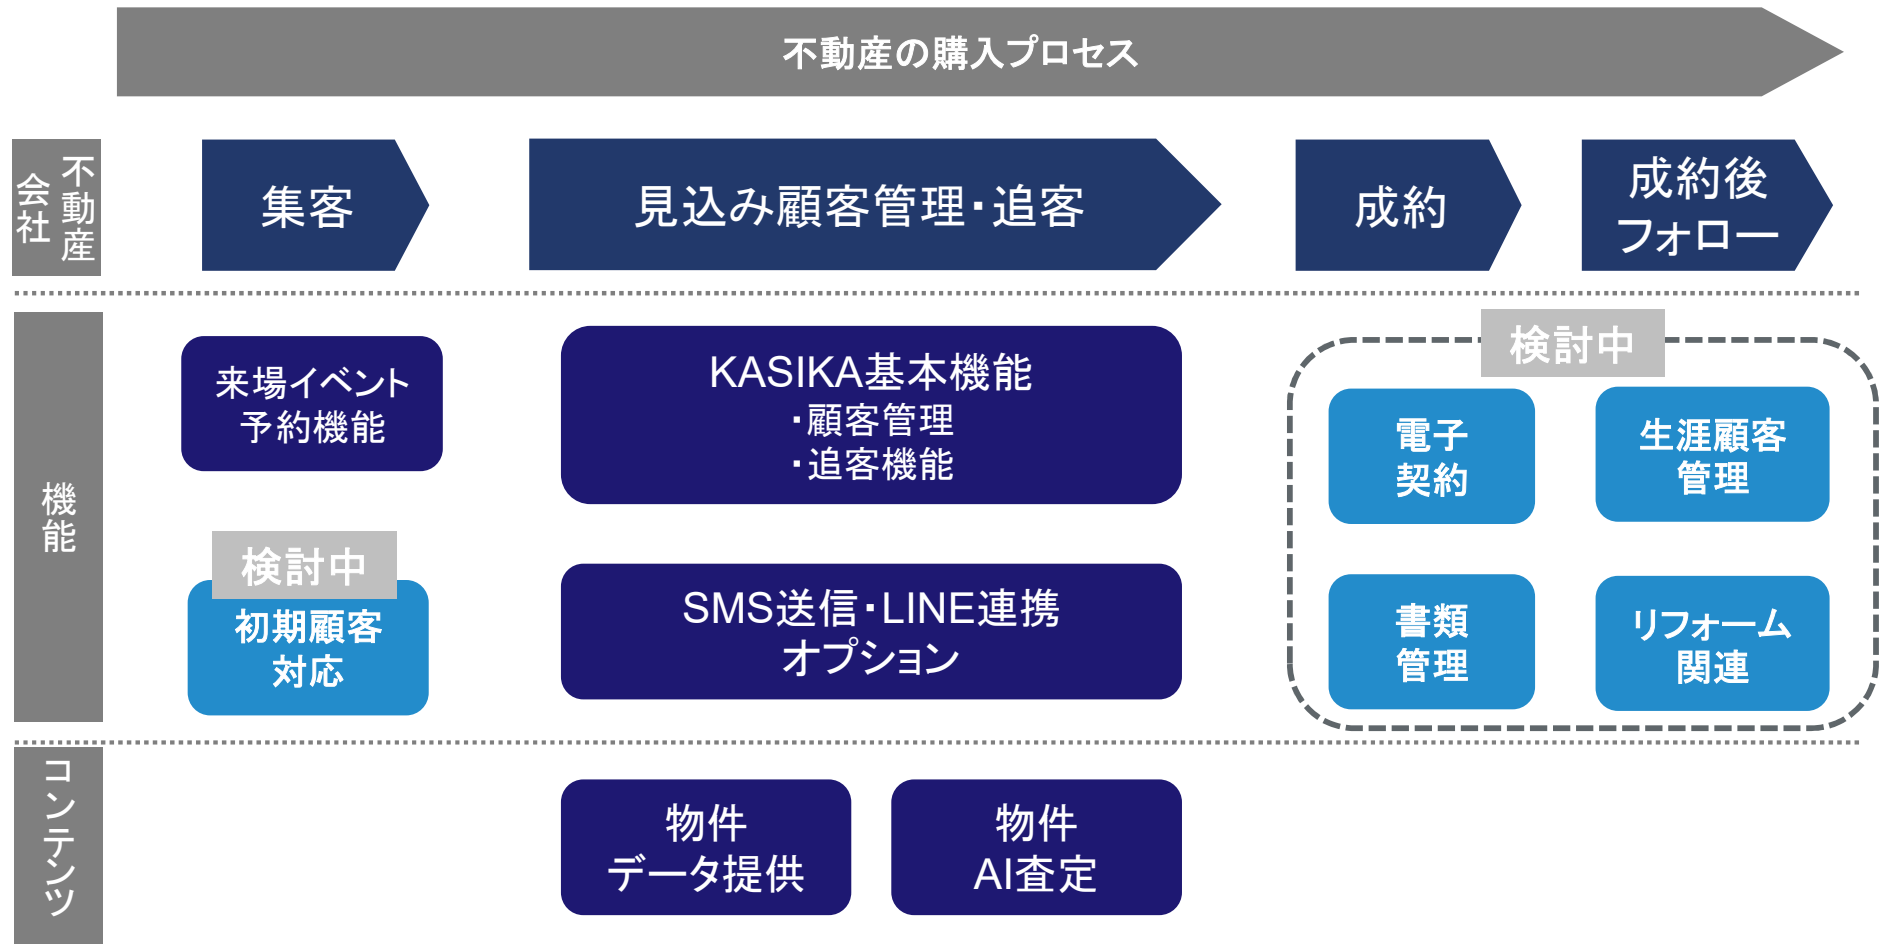 不動産の購入プロセス
不動産
会社
集客
見込み顧客管理・追客
成約
成約後
フォロー
機能
来場イベント
予約機能
KASIKA基本機能
・顧客管理
・追客機能
検討中
電子
契約
生涯顧客
管理
検討中
初期顧客
対応
SMS送信・LINE連携
オプション
書類
管理
リフォーム
関連
コンテンツ
物件
データ提供
物件
AI査定